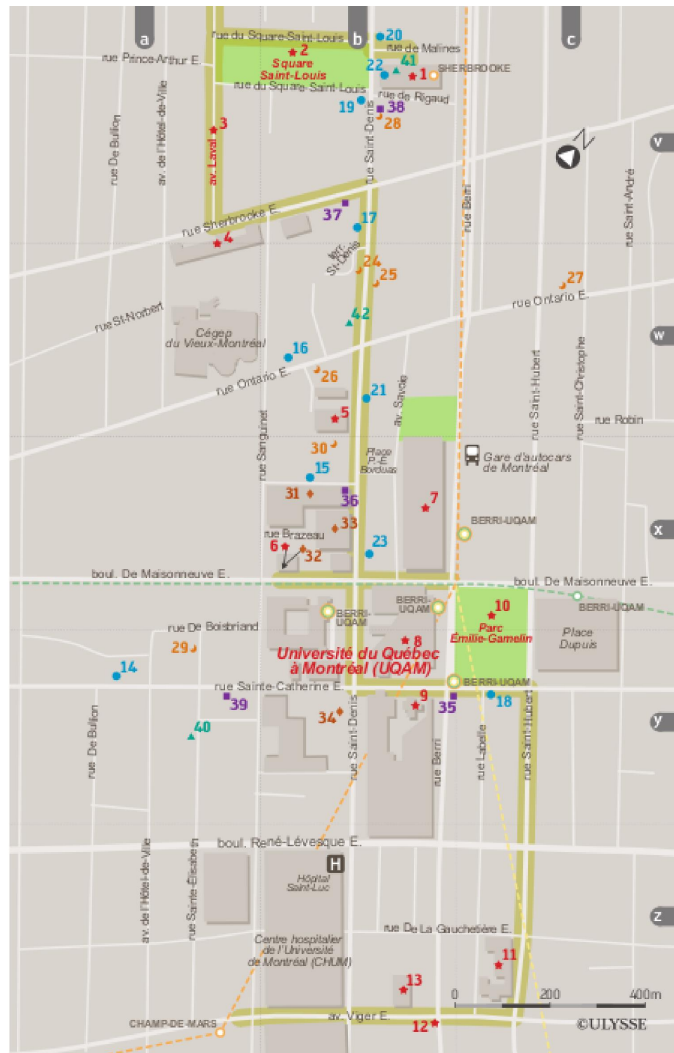 a
b
c
rue du Square-Saint-Louis
20
rue de Malines
rue Prince-Arthur E.
2
Square
Saint-Louis
41
22
1
SHERBROOKE
rue du Square-Saint-Louis
rue de Rigaud
19
38
28
3
rue De Bullion
av. de l'Hôtel-de-Ville
av. Laval
rue Saint-Denis
rue Berri
N
V
rue Saint-André
rue Sherbrooke E.
37
17
4
terr.
St-Denis
24
25
27
rue St-Norbert
rue Ontario E.
42
Cégep
du Vieux-Montréal
W
16
rue Ontario E.
26
21
av. Savoie
rue Saint-Hubert
rue Saint-Christophe
5
rue Robin
rue Sanguinet
30
Place
P.-É.
Borduas
Gare d'autocars
de Montréal
15
31
36
7
33
rue Brazeau
BERRI-UQAM
X
6
32
23
boul. De Maisonneuve E.
boul. De Maisonneuve E.
BERRI-
UQAM
BERRI-
UQAM
BERRI-UQAM
10
Parc
Émilie-Gamelin
Place
Dupuis
rue De Boisbriand
29
8
Université du Québec
à Montréal (UQAM)
14
BERRI-UQAM
rue Sainte-Catherine E.
39
34
9
35
18
40
rue De Bullion
rue Saint-Denis
rue Berri
rue Labelle
rue Saint-Hubert
Y
boul. René-Lévesque E.
H
Hôpital
Saint-Luc
av. de l'Hôtel-de-Ville
rue Sainte-Élisabeth
rue De La Gauchetière E.
Z
Centre hospitalier
de l'Université
de Montréal (CHUM)
11
13
0
200
400m
CHAMP-DE-MARS
av. Viger E.
12
©ULYSSE